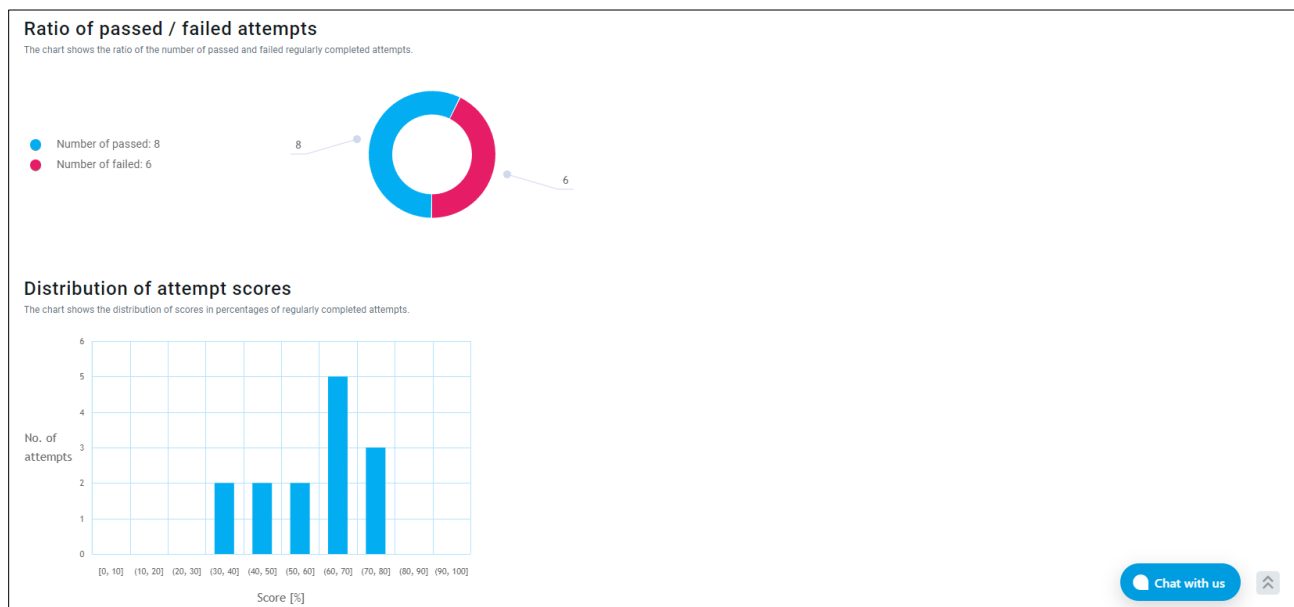 Ratio of passed / failed attempts
The chart shows the ratio of the number of passed and failed regularly completed attempts.
Number of passed: 8
Number of failed: 6
8
6
Distribution of attempt scores
The chart shows the distribution of scores in percentages of regularly completed attempts.
6
5
4
No. of
attempts
3
2
1
0
[0, 10] (10, 20] (20, 30] (30, 40] (40, 50] (50, 60] (60, 70] (70, 80] (80, 90] (90, 100]
Score [%]
Chat with us